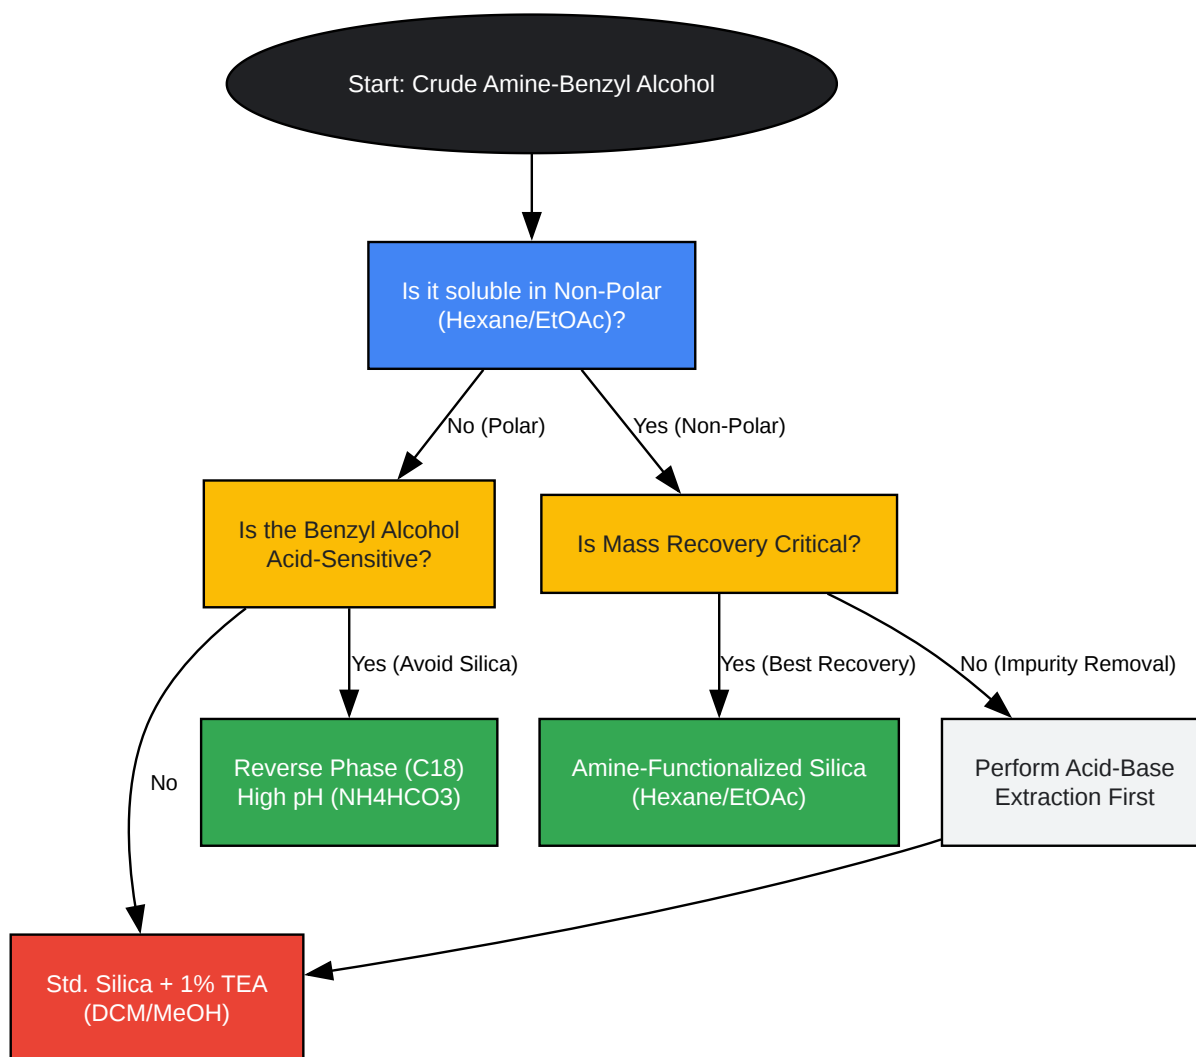 Start: Crude Amine-Benzyl Alcohol
Is it soluble in Non-Polar
(Hexane/EtOAc)?
No (Polar)
Yes (Non-Polar)
Is the Benzyl Alcohol
Acid-Sensitive?
Is Mass Recovery Critical?
Yes (Avoid Silica)
Yes (Best Recovery)
No (Impurity Removal)
No
Reverse Phase (C18)
High pH (NH4HCO3)
Amine-Functionalized Silica
(Hexane/EtOAc)
Perform Acid-Base
Extraction First
Std. Silica + 1% TEA
(DCM/MeOH)